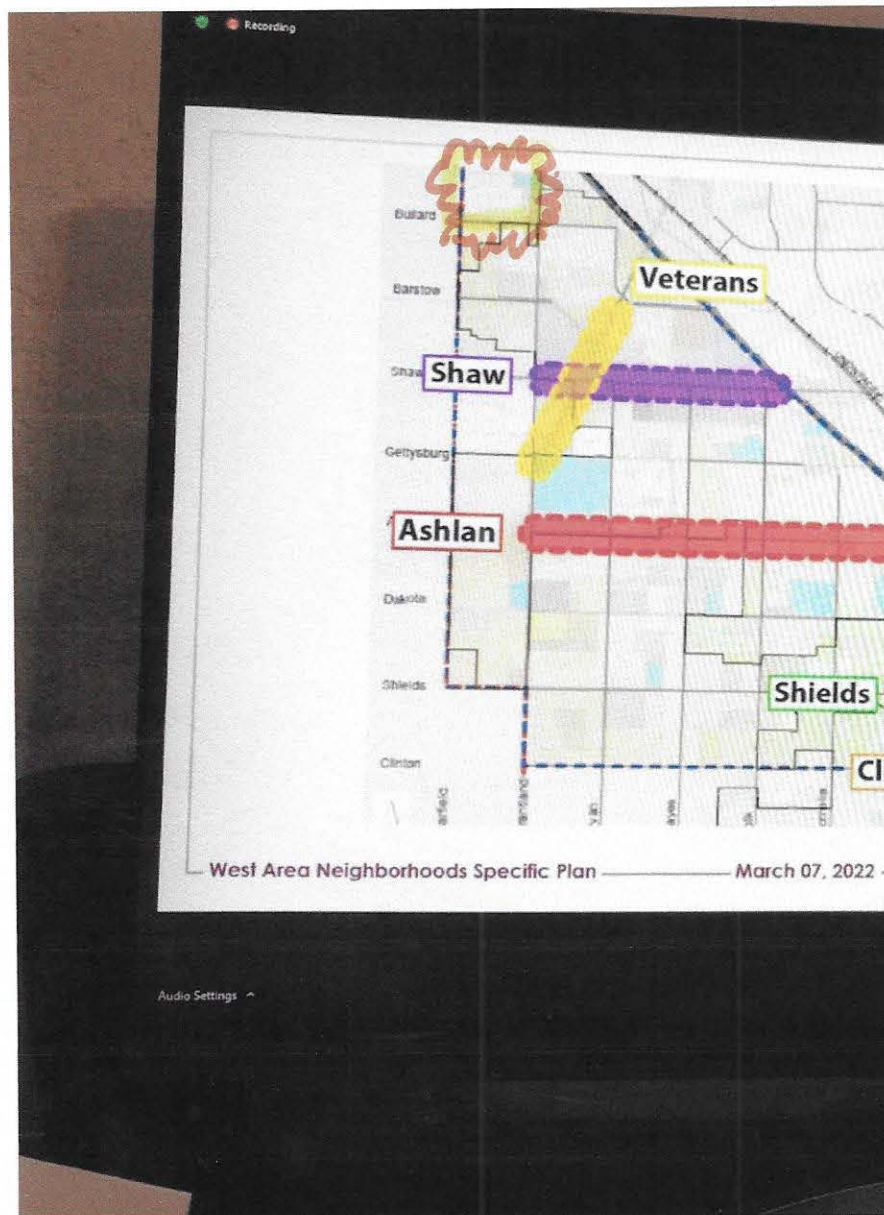 Recording
Bullard
Veterans
Barstow
Shaw
Shaw
Gettysburg
Ashlan
Dakota
Shields
Shields
Clinton
Cl
West Area Neighborhoods Specific Plan
March 07, 2022
Audio Settings